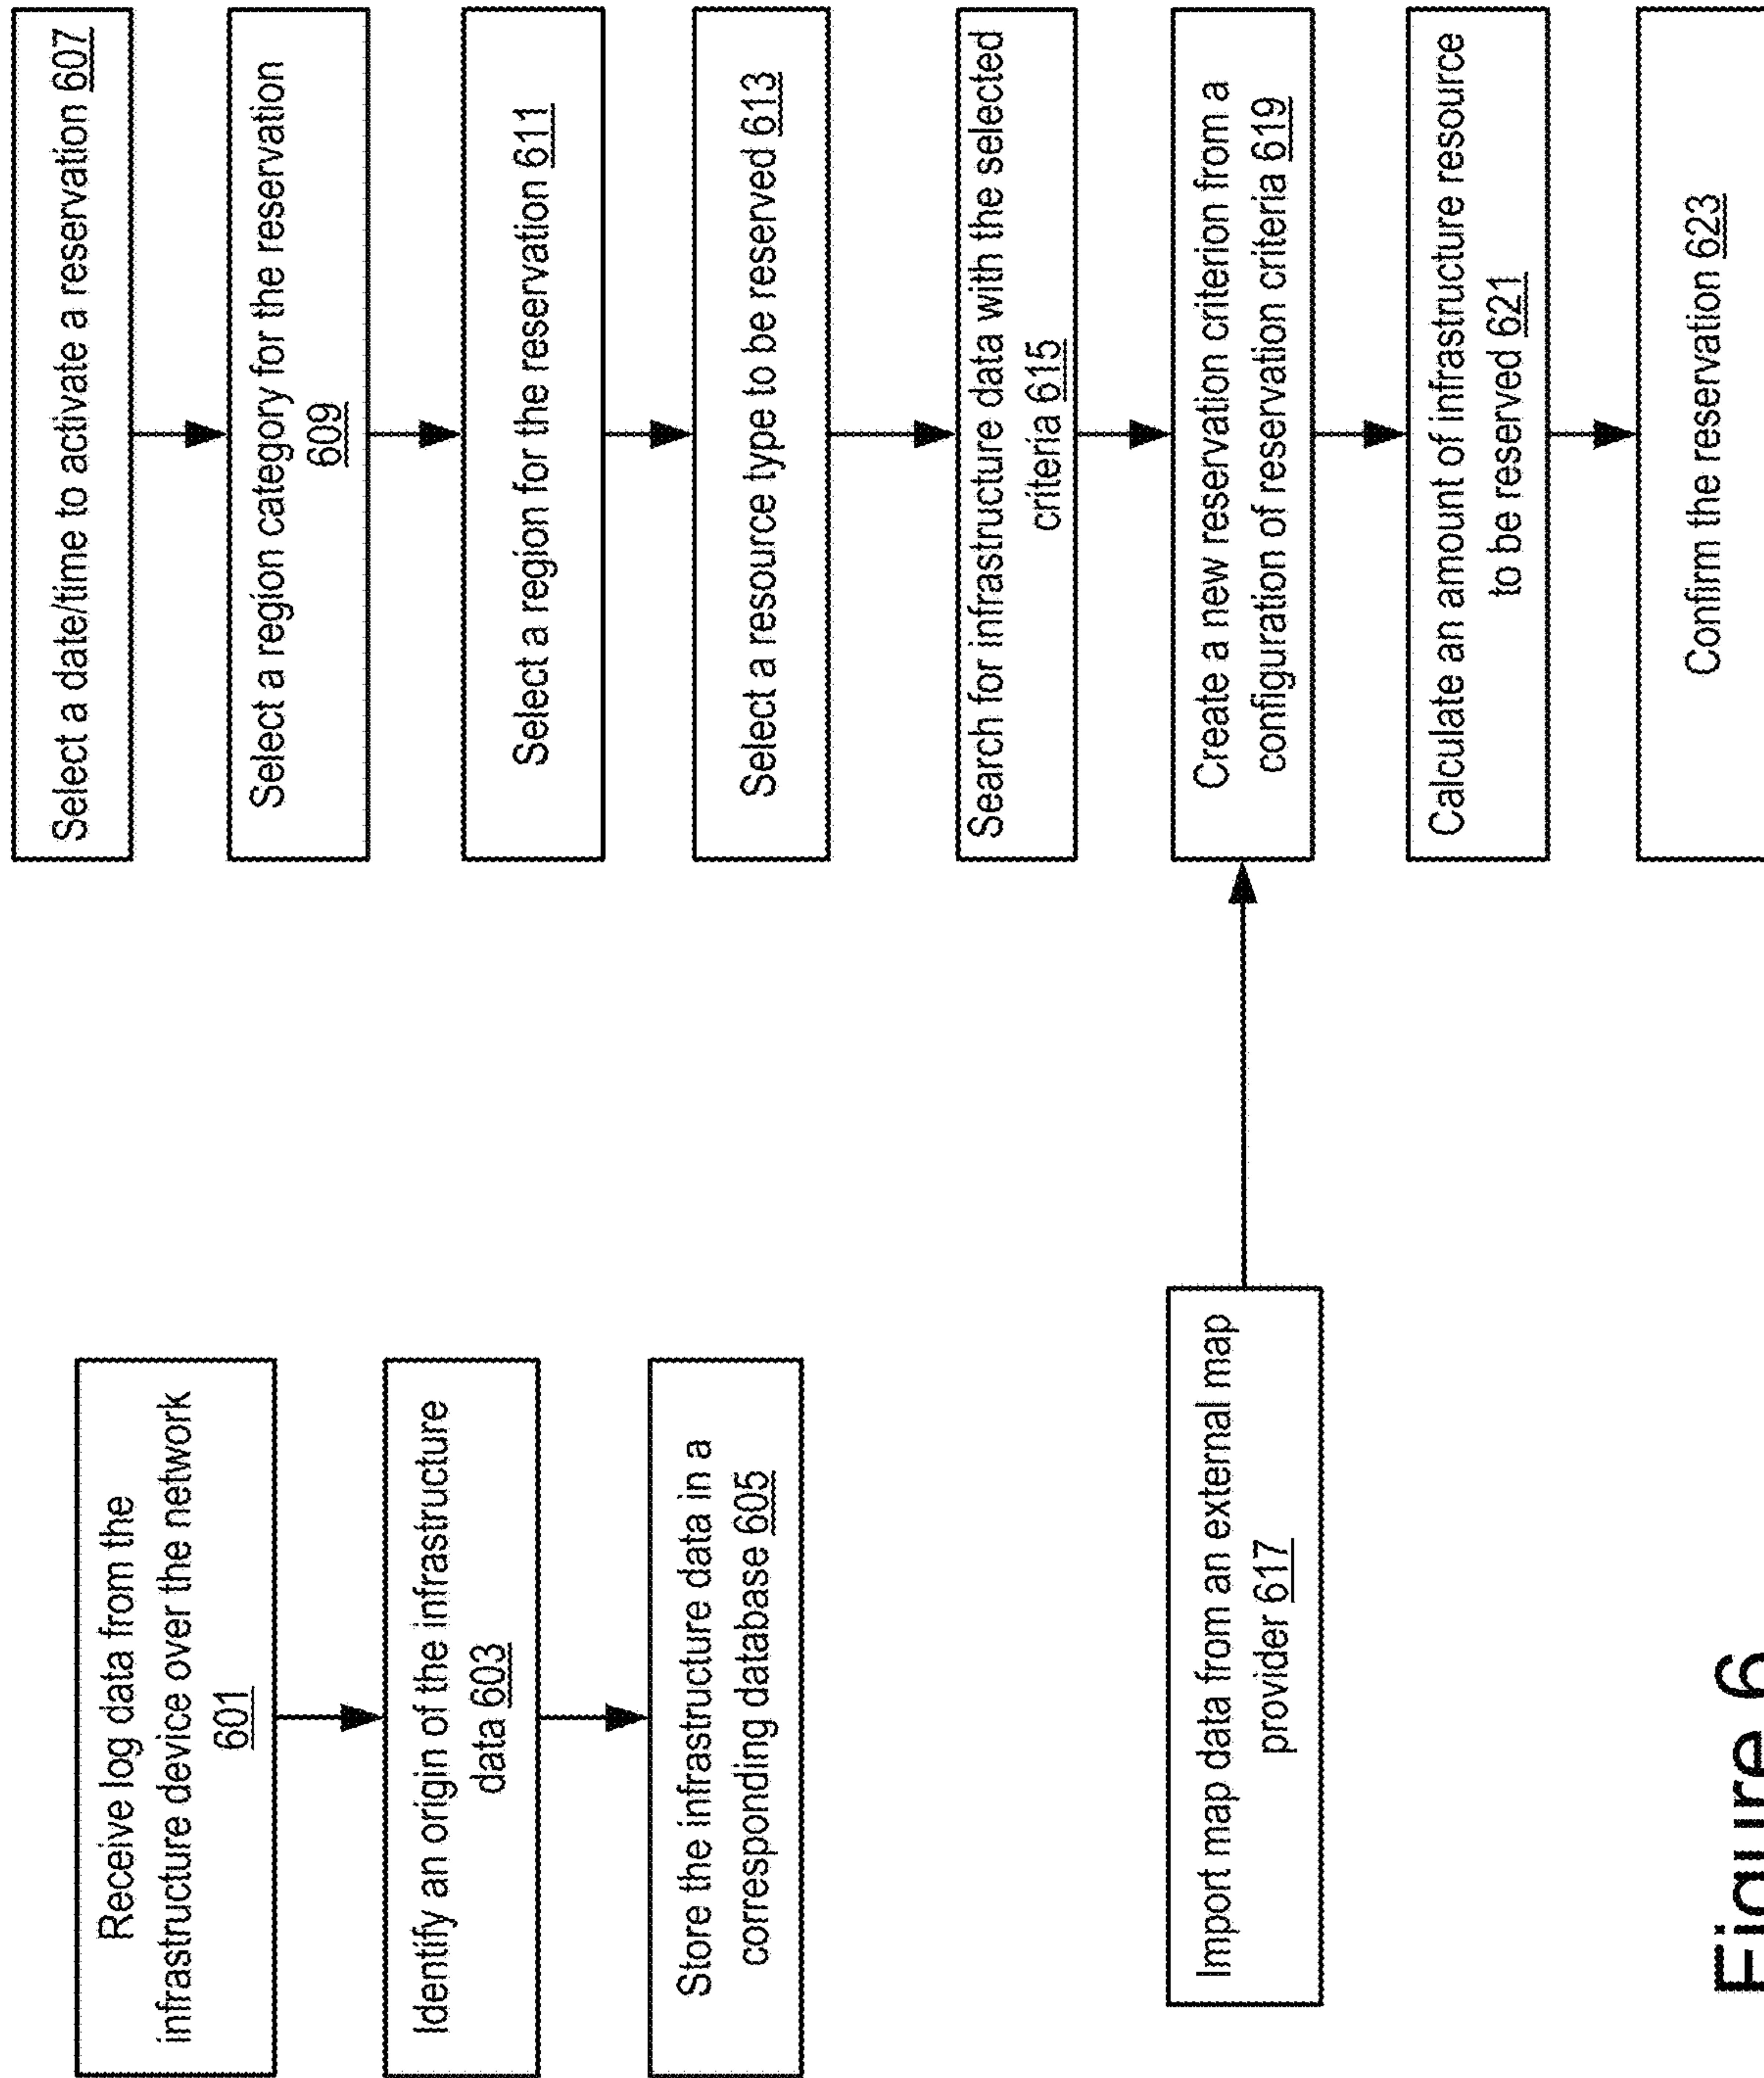 Receive log data from the
infrastructure device over the network
601
Identify an origin of the infrastructure
data 603
Store the infrastructure data in a
corresponding database 605
Import map data from an external map
provider 617
Select a date/time to activate a reservation 607
Select a region category for the reservation
609
Select a region for the reservation 611
Select a resource type to be reserved 613
Search for infrastructure data with the selected
criteria 615
Create a new reservation criterion from a
configuration of reservation criteria 619
Calculate an amount of infrastructure resource
to be reserved 621
Confirm the reservation 623
Figure 6